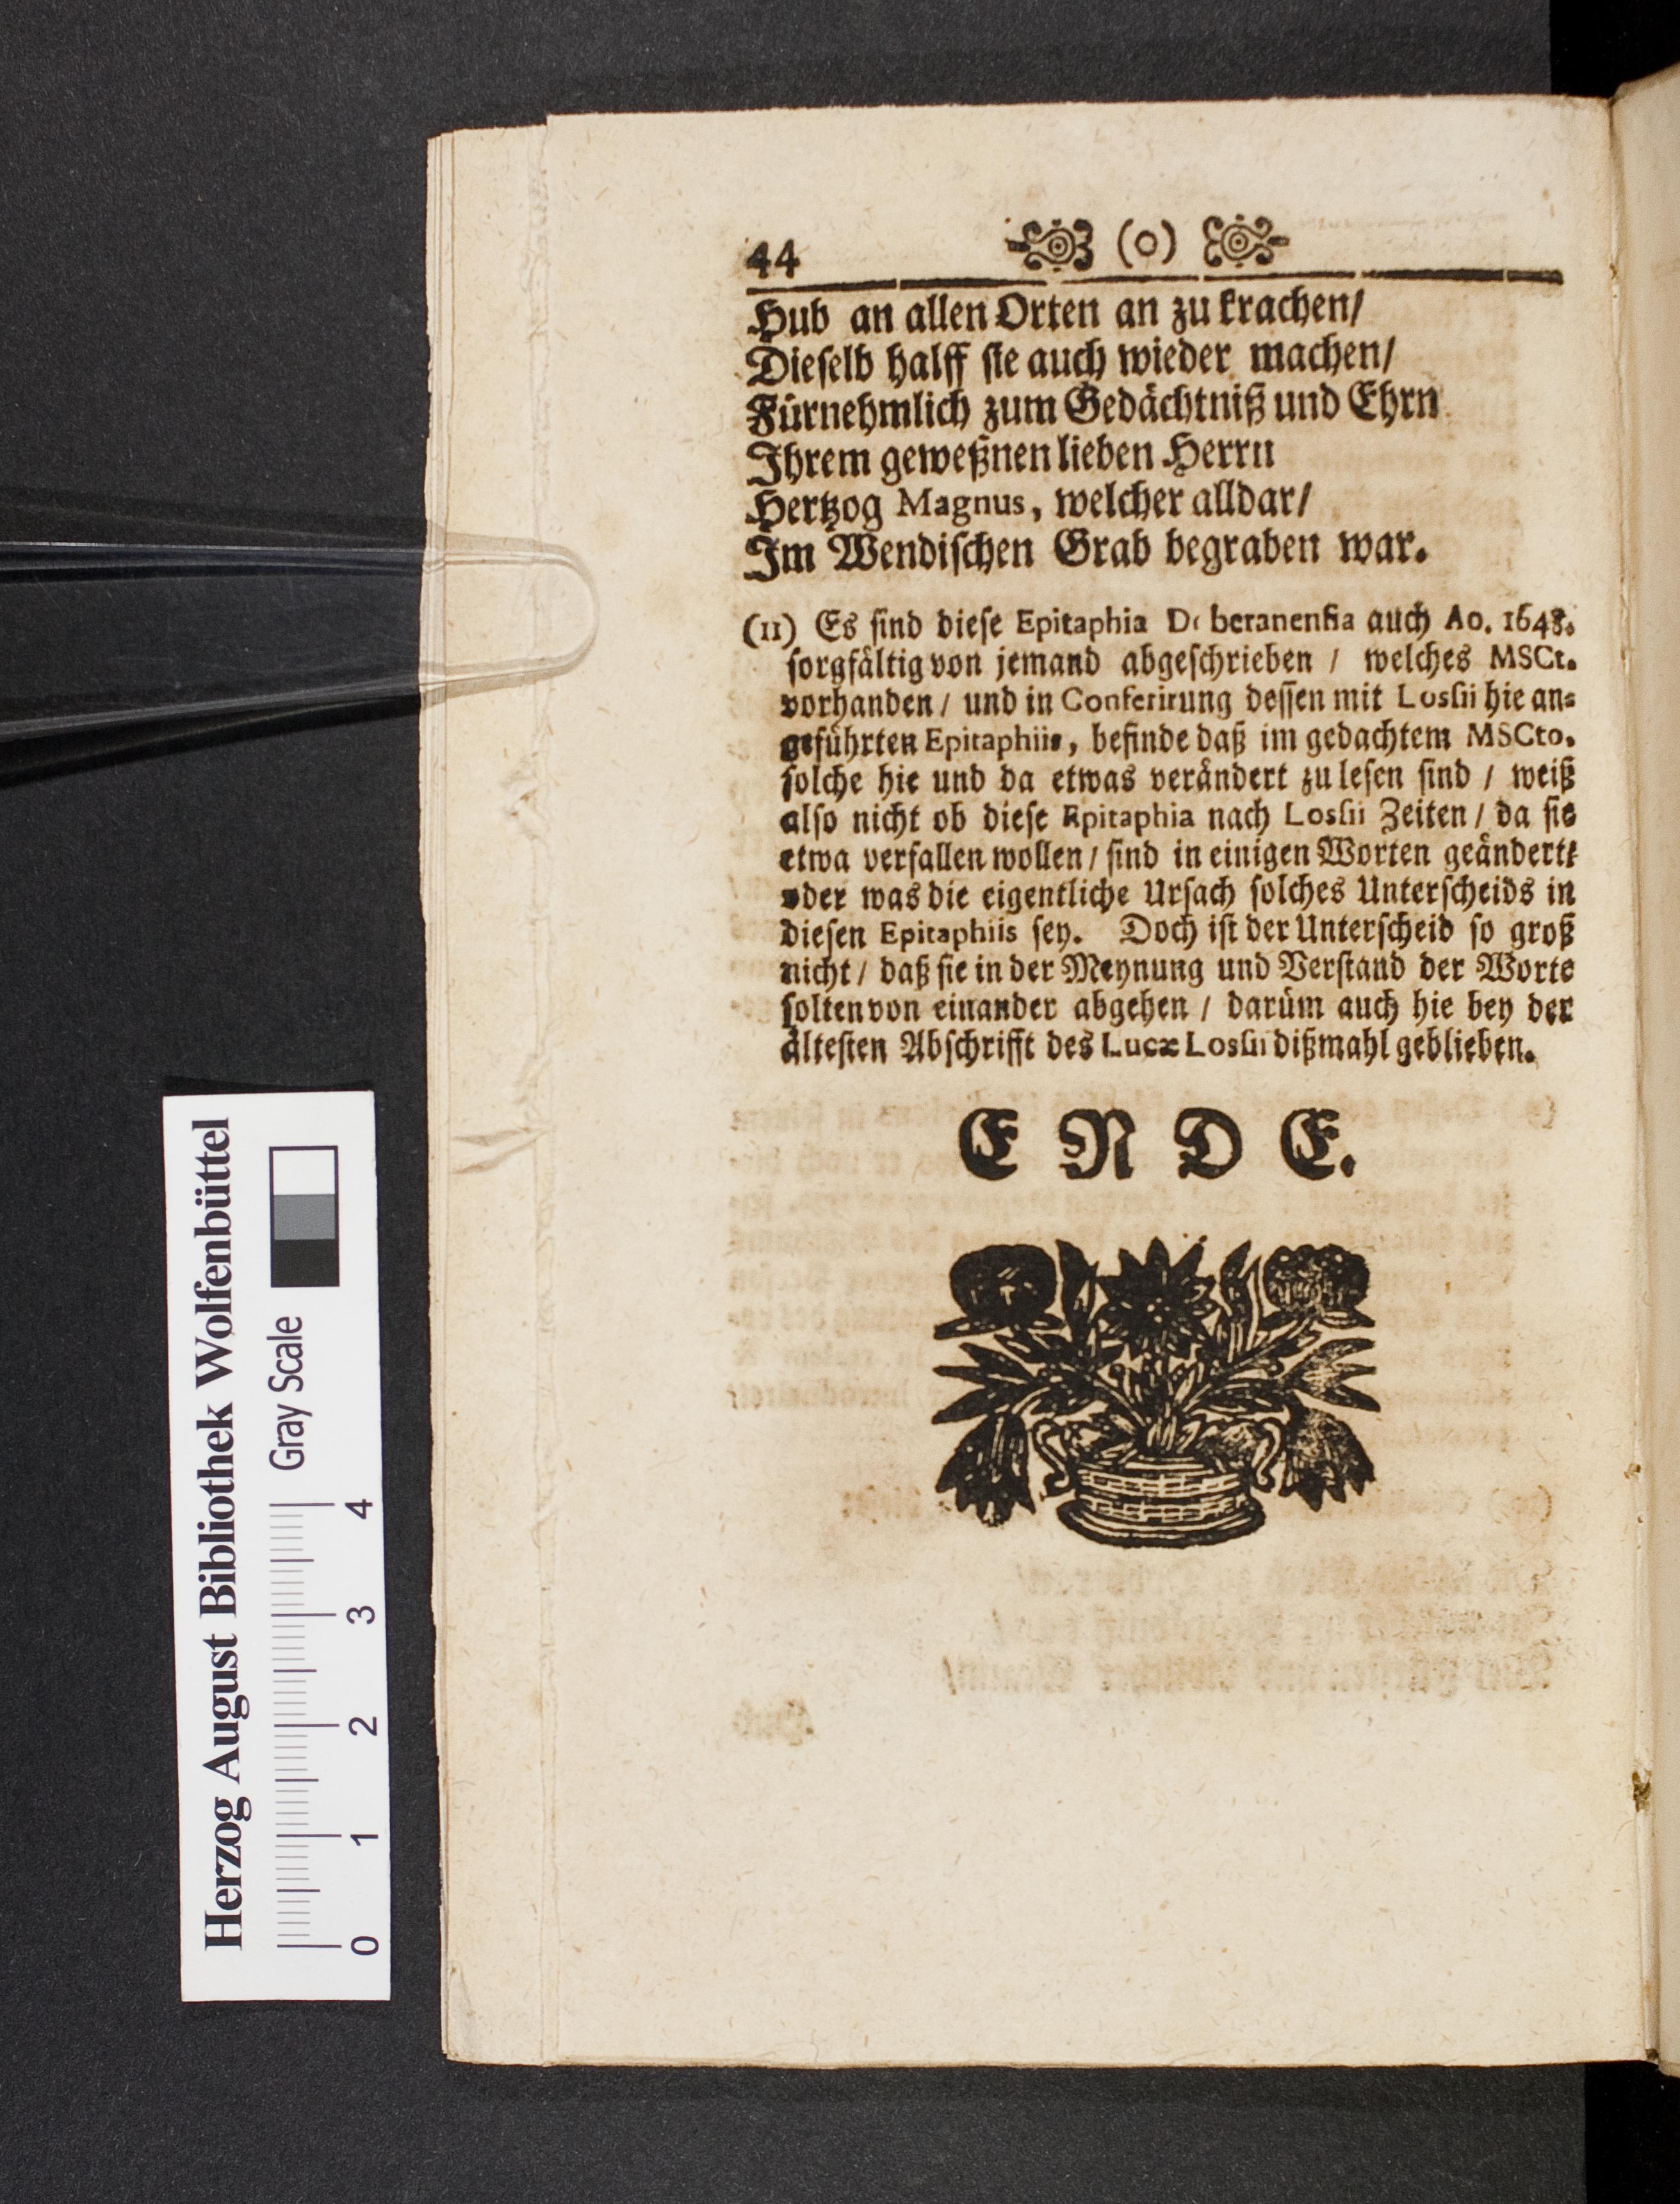 44 (o)
Hub an allen Orten an zu krachen/
Dieselb halff sie auch wieder machen/
Fürnehmlich zum Gedächtniß und Ehrn
Ihrem geweßnen lieben Herrn
Hertzog Magnus, welcher alldar/
Im Wendischen Grab begraben war.
(11) Es sind diese Epitaphia Doberanensia auch Ao. 1648.
sorgfältig von jemand abgeschrieben / welches MSCt.
vorhanden / und in Conferirung dessen mit Lossii hie an-
geführten Epitaphiis, befinde daß im gedachtem MSCto.
solche hie und da etwas verändert zu lesen sind / weiß
also nicht ob diese Epitaphia nach Lossii Zeiten / da sie
etwa verfallen wollen / sind in einigen Worten geändert/
oder was die eigentliche Ursach solches Unterscheids in
diesen Epitaphiis sey. Doch ist der Unterscheid so groß
nicht / daß sie in der Meynung und Verstand der Worte
solten von einander abgehen / darüm auch hie bey der
ältesten Abschrifft des Lucæ Lossii dißmahl geblieben.
E N D E.
Herzog August Bibliothek Wolfenbüttel
Gray Scale
0 1 2 3 4